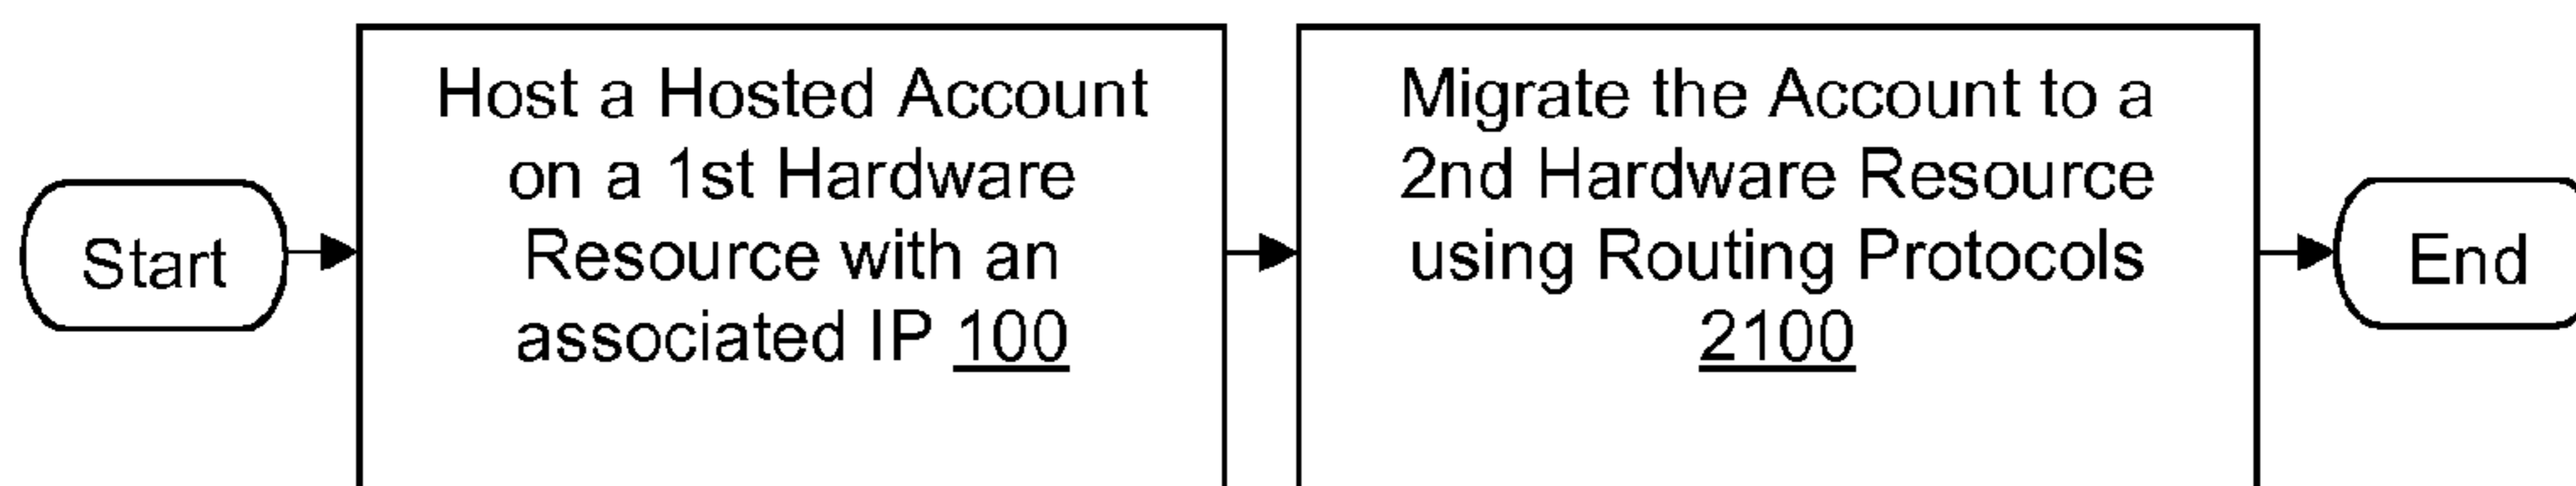 Start
Host a Hosted Account
on a 1st Hardware
Resource with an
associated IP 100
Migrate the Account to a
2nd Hardware Resource
using Routing Protocols
2100
End